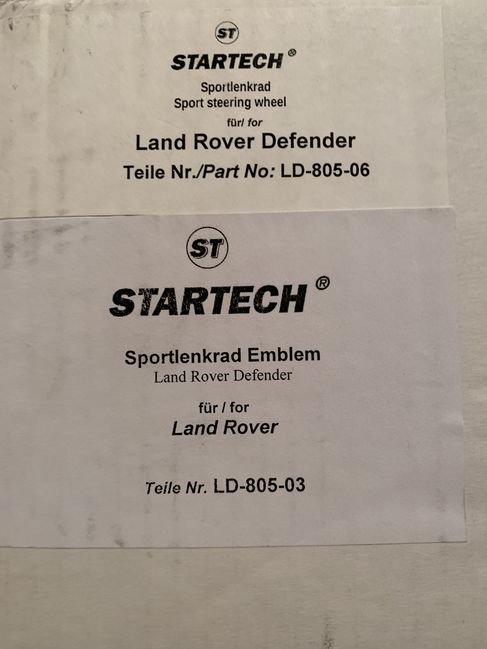 ST
STARTECH®
Sportlenkrad
Sport steering wheel
für/ for
Land Rover Defender
Teile Nr./Part No: LD-805-06
ST
STARTECH®
Sportlenkrad Emblem
Land Rover Defender
für / for
Land Rover
Teile Nr. LD-805-03